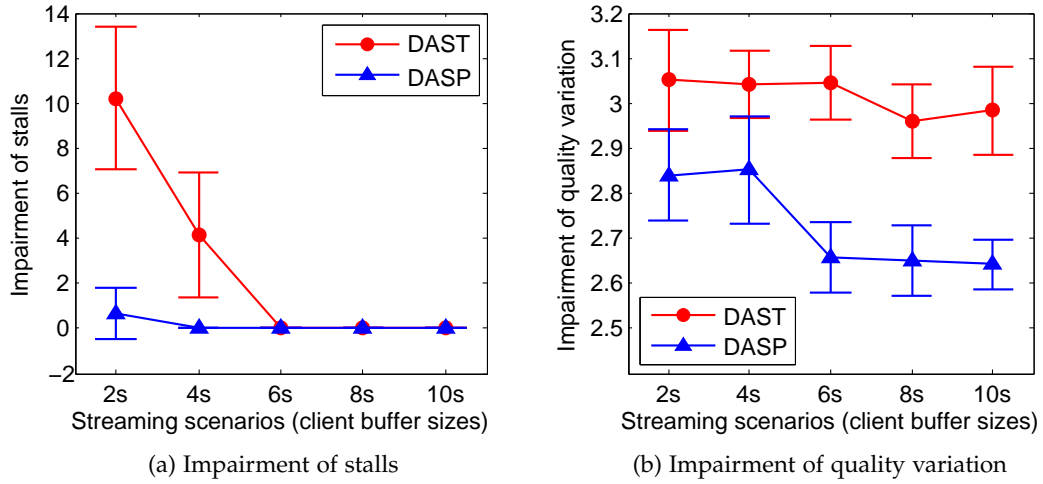 14
12
10
8
6
4
2
0
−2
Impairment of stalls
DAST
DASP
2s 4s 6s 8s 10s
Streaming scenarios (client buffer sizes)
(a) Impairment of stalls
3.2
3.1
3
2.9
2.8
2.7
2.6
2.5
Impairment of quality variation
DAST
DASP
2s 4s 6s 8s 10s
Streaming scenarios (client buffer sizes)
(b) Impairment of quality variation